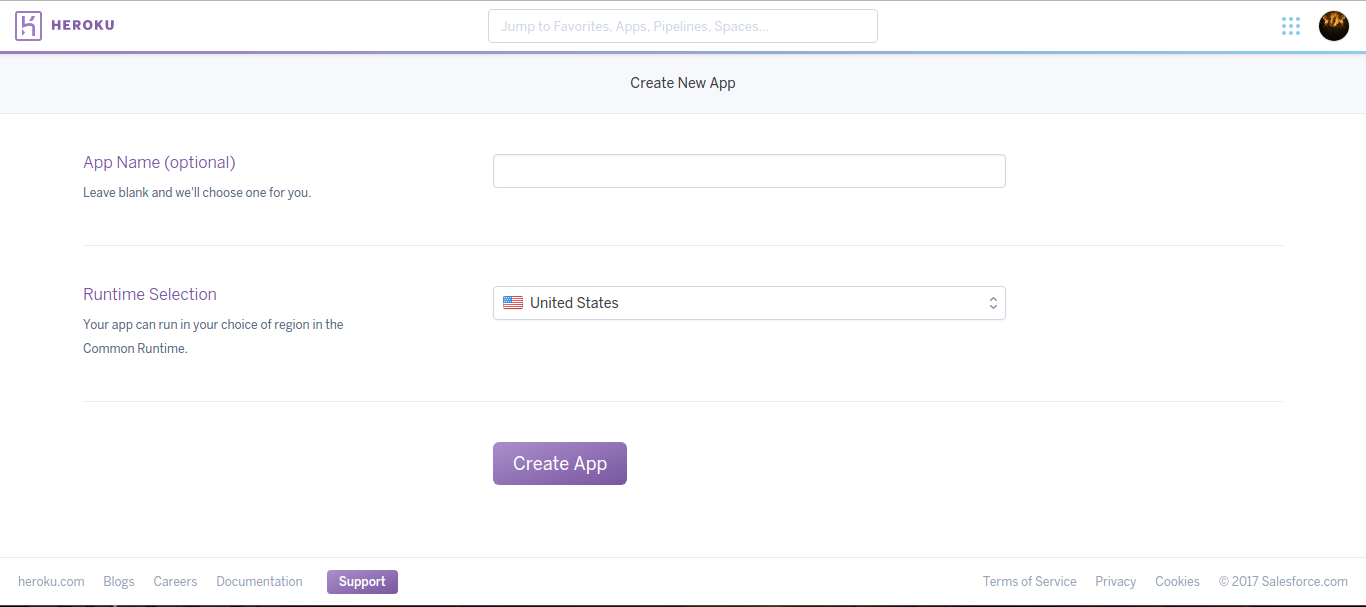 HEROKU
Jump to Favorites, Apps, Pipelines, Spaces...
Create New App
App Name (optional)
Leave blank and we'll choose one for you.
Runtime Selection
United States
Your app can run in your choice of region in the
Common Runtime.
Create App
heroku.com Blogs Careers Documentation Support Terms of Service Privacy Cookies © 2017 Salesforce.com